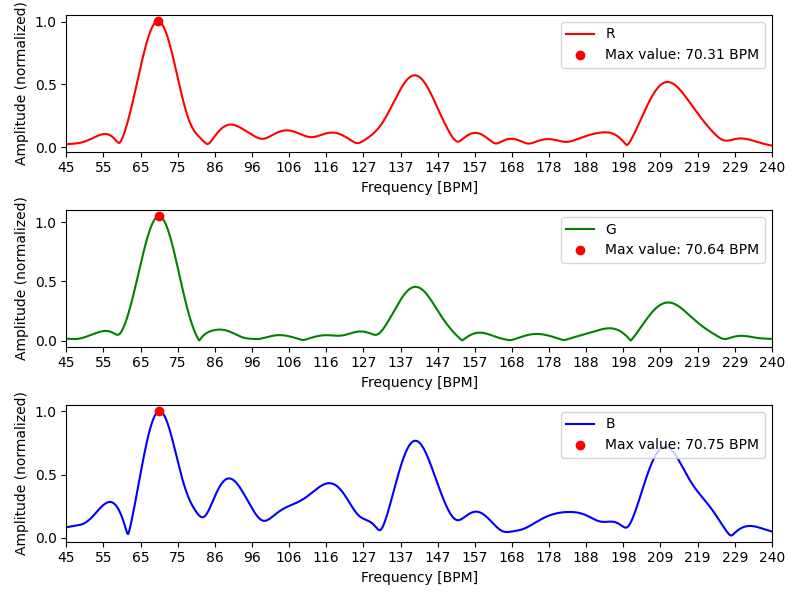 Amplitude (normalized)
1.0
0.5
0.0
R
Max value: 70.31 BPM
45 55 65 75 86 96 106 116 127 137 147 157 168 178 188 198 209 219 229 240
Frequency [BPM]
Amplitude (normalized)
1.0
0.5
0.0
G
Max value: 70.64 BPM
45 55 65 75 86 96 106 116 127 137 147 157 168 178 188 198 209 219 229 240
Frequency [BPM]
Amplitude (normalized)
1.0
0.5
0.0
B
Max value: 70.75 BPM
45 55 65 75 86 96 106 116 127 137 147 157 168 178 188 198 209 219 229 240
Frequency [BPM]